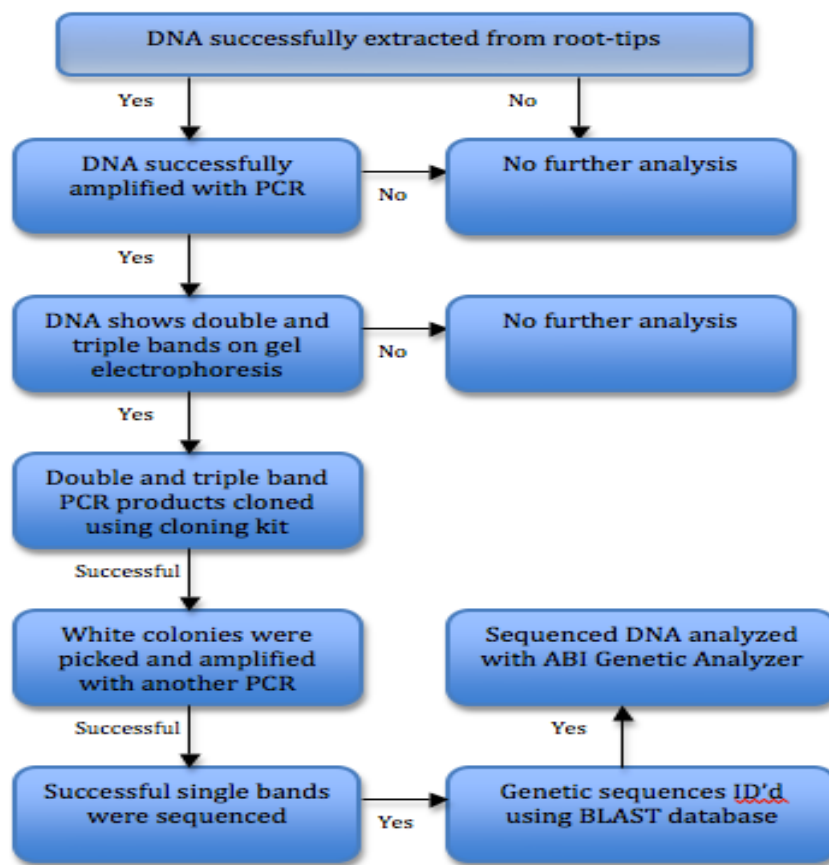 DNA successfully extracted from root-tips
Yes
No
DNA successfully
amplified with PCR
No
No further analysis
Yes
DNA shows double and
triple bands on gel
electrophoresis
No
No further analysis
Yes
Double and triple band
PCR products cloned
using cloning kit
Successful
White colonies were
picked and amplified
with another PCR
Sequenced DNA analyzed
with ABI Genetic Analyzer
Successful
Yes
Successful single bands
were sequenced
Yes
Genetic sequences ID'd
using BLAST database